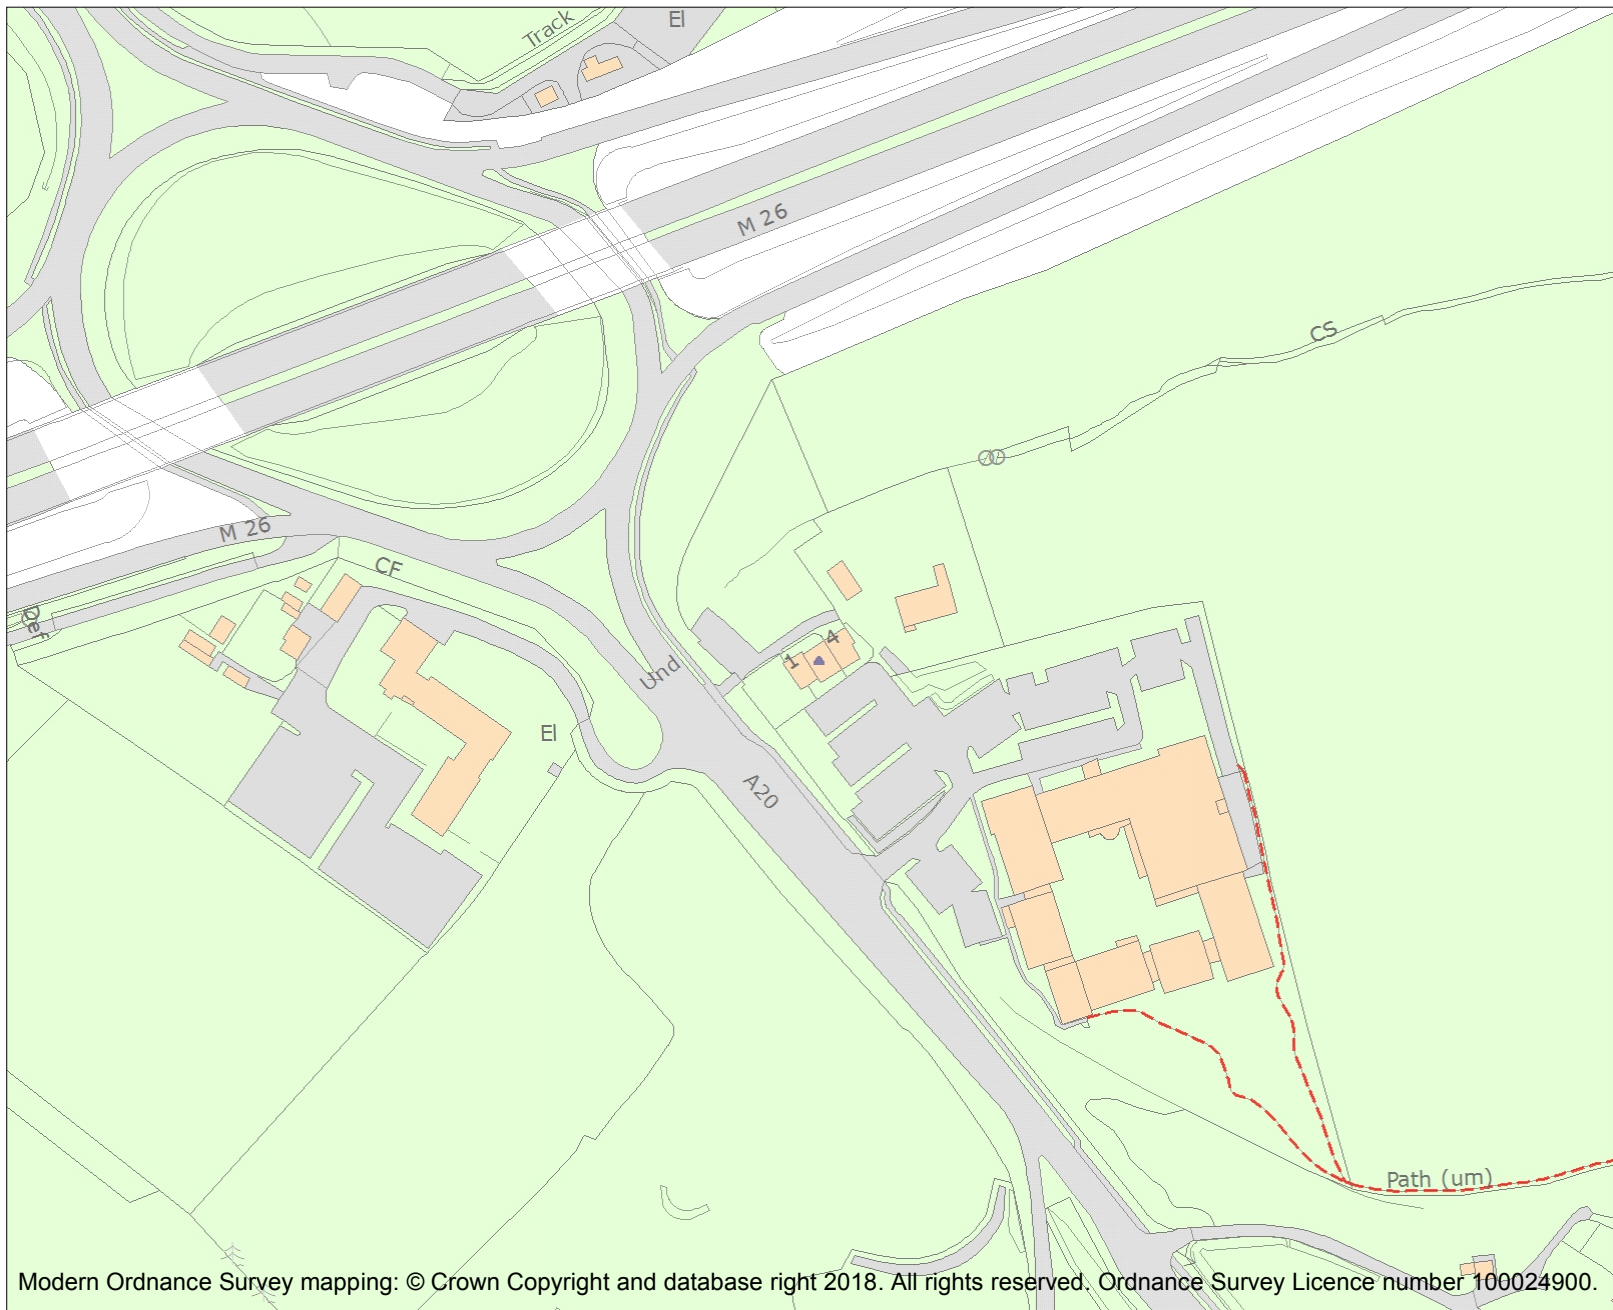 El
Track
M 26
CS
M 26
CF
Def
4
1
Und
El
A20
Path (um)
Modern Ordnance Survey mapping: © Crown Copyright and database right 2018. All rights reserved. Ordnance Survey Licence number 100024900.